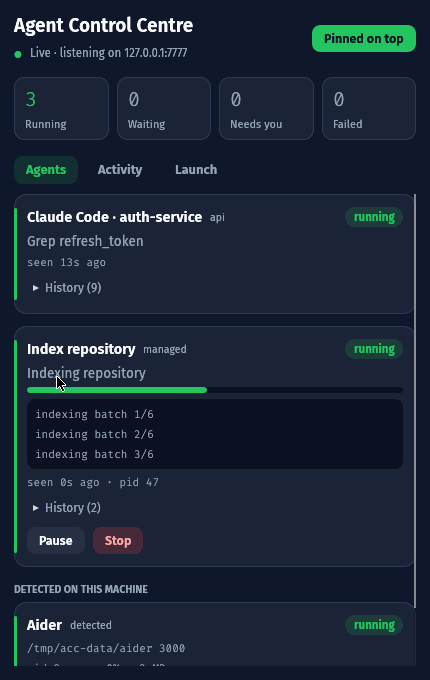 Agent Control Centre
Live · listening on 127.0.0.1:7777
Pinned on top
3
Running
0
Waiting
0
Needs you
0
Failed
Agents
Activity
Launch
Claude Code · auth-service api
running
Grep refresh_token
seen 13s ago
▸ History (9)
Index repository managed
running
Indexing repository
indexing batch 1/6
indexing batch 2/6
indexing batch 3/6
seen 0s ago · pid 47
▸ History (2)
Pause
Stop
DETECTED ON THIS MACHINE
Aider detected
running
/tmp/acc-data/aider 3000